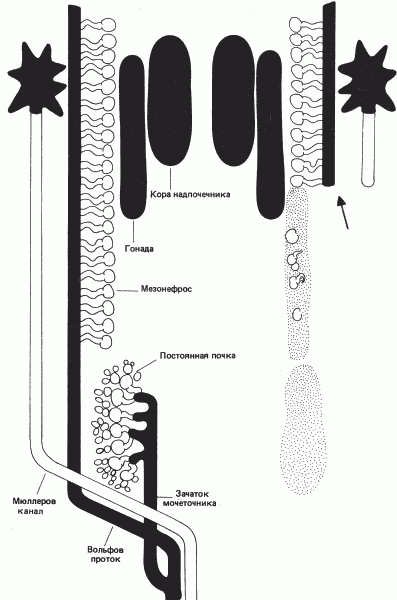 Кора надпочечника
Гонада
Мезонефрос
Постоянная почка
Зачаток
мочеточника
Мюллеров
канал
Вольфов
проток